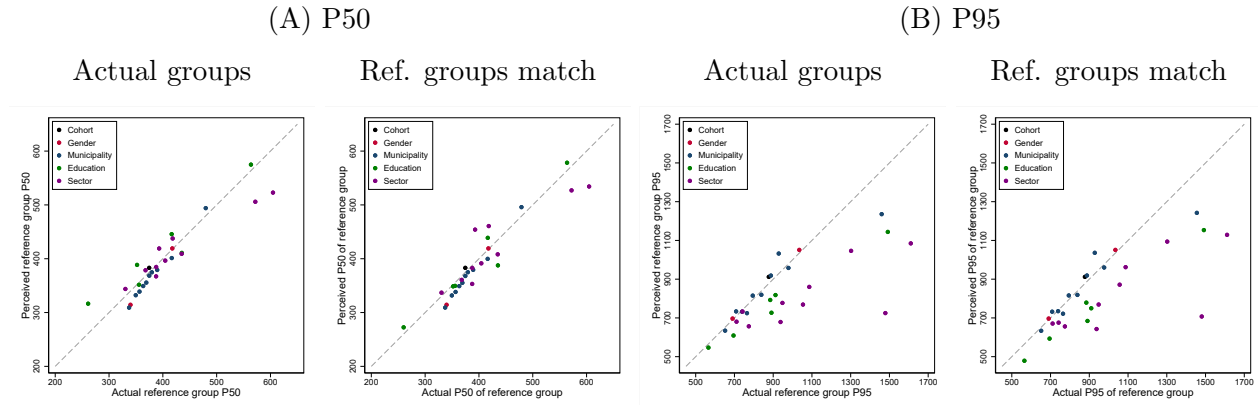 (A) P50
(B) P95
Actual groups
Ref. groups match
Actual groups
Ref. groups match
Cohort
Gender
Municipality
Education
Sector
Perceived reference group P50
200 300 400 500 600
200 300 400 500 600
Actual reference group P50
Cohort
Gender
Municipality
Education
Sector
Perceived P50 of reference group
200 300 400 500 600
200 300 400 500 600
Actual P50 of reference group
Cohort
Gender
Municipality
Education
Sector
Perceived reference group P95
500 700 900 1100 1300 1500 1700
500 700 900 1100 1300 1500 1700
Actual reference group P95
Cohort
Gender
Municipality
Education
Sector
Perceived P95 of reference group
500 700 900 1100 1300 1500 1700
500 700 900 1100 1300 1500 1700
Actual P95 of reference group